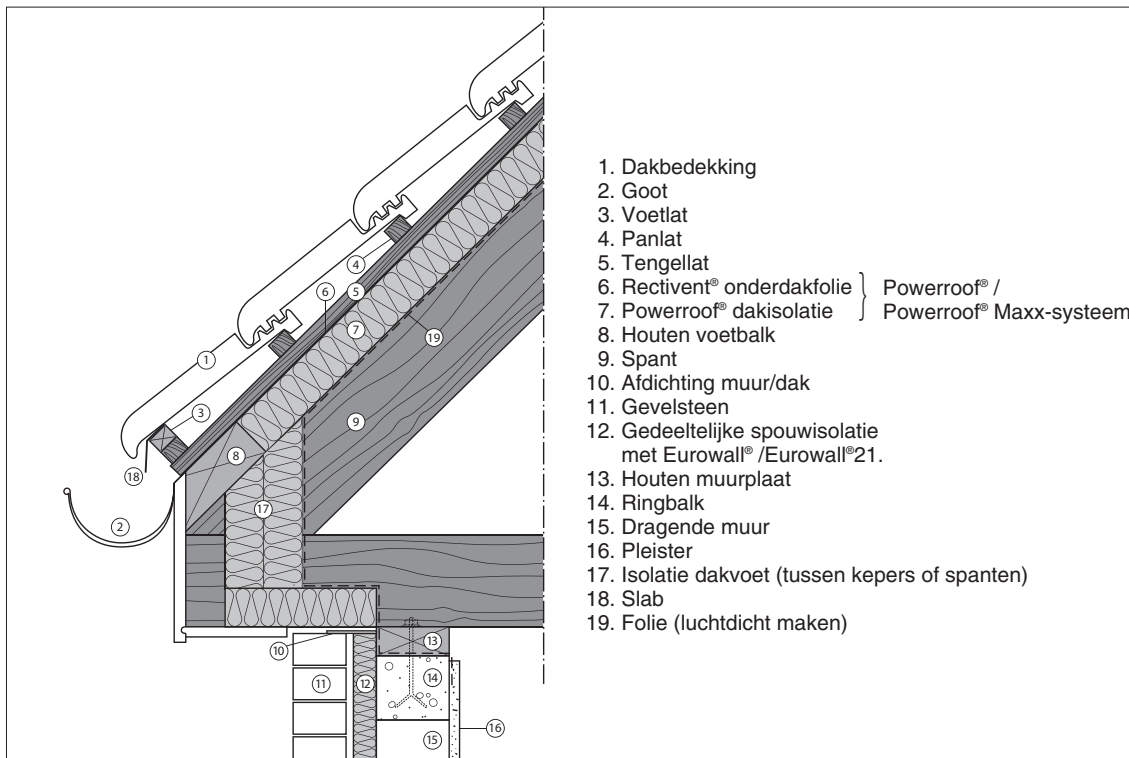 1. Dakbedekking
2. Goot
3. Voetlat
4. Panlat
5. Tengellat
6. Rectivent® onderdakfolie
7. Powerroof® dakisolatie
Powerroof® /
Powerroof® Maxx-systeem
8. Houten voetbalk
9. Spant
10. Afdichting muur/dak
11. Gevelsteen
12. Gedeeltelijke spouwisolatie
met Eurowall® /Eurowall®21.
13. Houten muurplaat
14. Ringbalk
15. Dragende muur
16. Pleister
17. Isolatie dakvoet (tussen kepers of spanten)
18. Slab
19. Folie (luchtdicht maken)
4
6
5
7
19
1
3
9
8
18
17
2
13
10
14
11
12
16
15